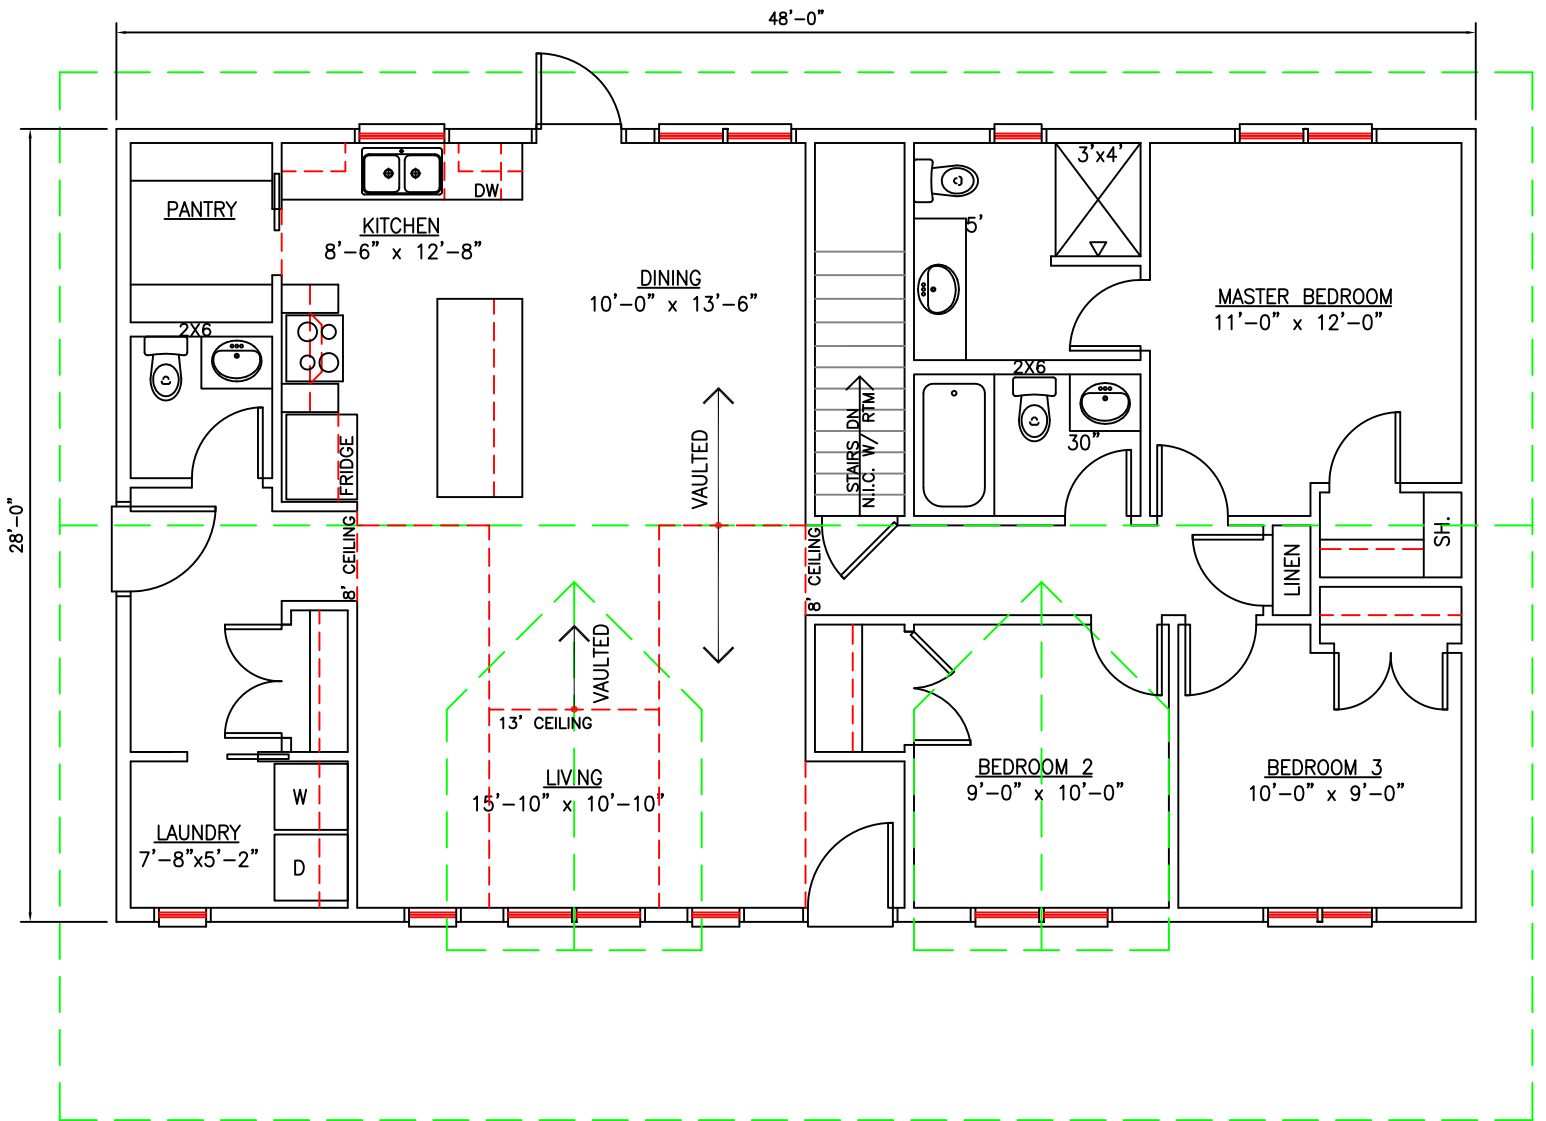 48'-0"
3'x4'
DW
PANTRY
KITCHEN
8'-6" x 12'-8"
5'
DINING
10'-0" x 13'-6"
MASTER BEDROOM
11'-0" x 12'-0"
2X6
2X6
30"
FRIDGE
VAULTED
STAIRS DN
N.I.C. W/ RTM
28'-0"
8' CEILING
8' CEILING
LINEN
SH.
VAULTED
13' CEILING
LIVING
15'-10" x 10'-10"
BEDROOM 2
9'-0" x 10'-0"
BEDROOM 3
10'-0" x 9'-0"
W
LAUNDRY
7'-8"x5'-2"
D